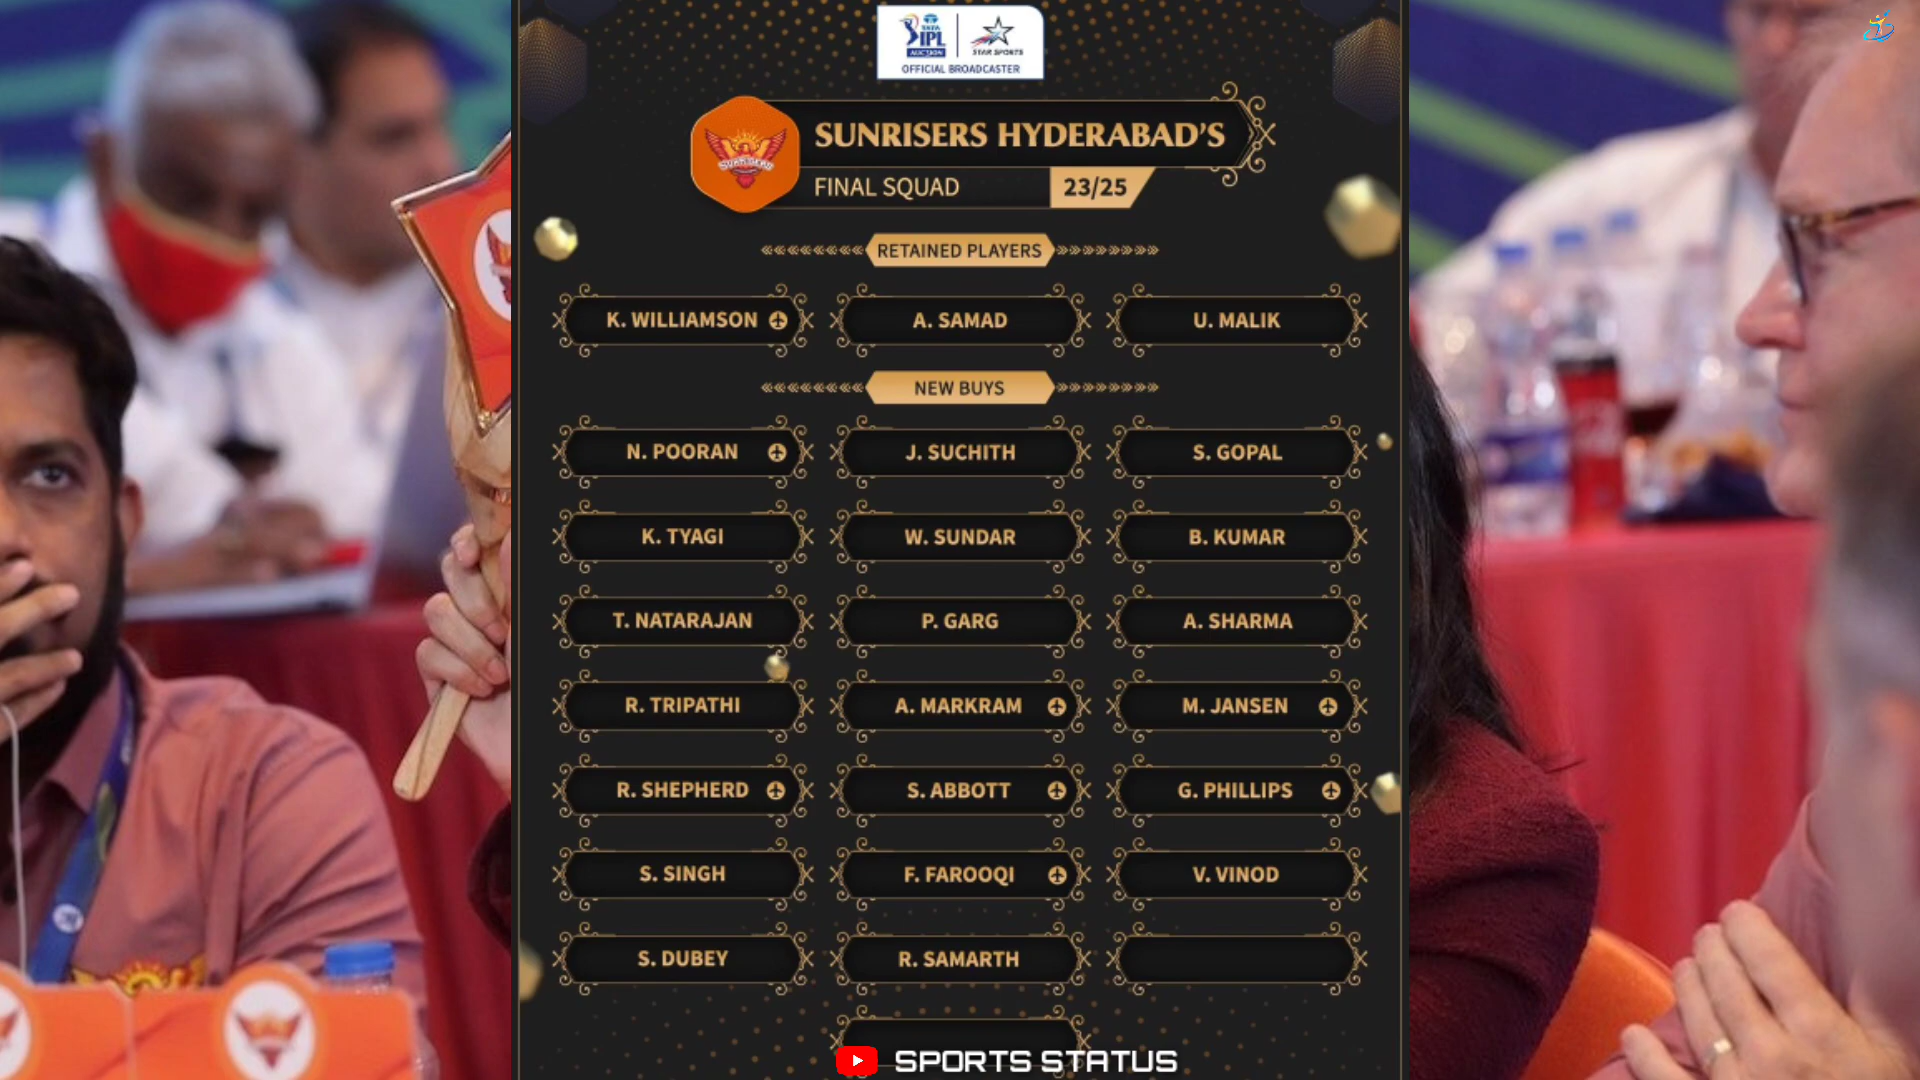 TATA
IPL
AUCTION
STAR SPORTS
OFFICIAL BROADCASTER
SUNRISERS HYDERABAD'S
SUNRISERS
FINAL SQUAD
23/25
RETAINED PLAYERS
K. WILLIAMSON
A. SAMAD
U. MALIK
NEW BUYS
N. POORAN
J. SUCHITH
S. GOPAL
K. TYAGI
W. SUNDAR
B. KUMAR
T. NATARAJAN
P. GARG
A. SHARMA
R. TRIPATHI
A. MARKRAM
M. JANSEN
R. SHEPHERD
S. ABBOTT
G. PHILLIPS
S. SINGH
F. FAROOQI
V. VINOD
S. DUBEY
R. SAMARTH
SPORTS STATUS